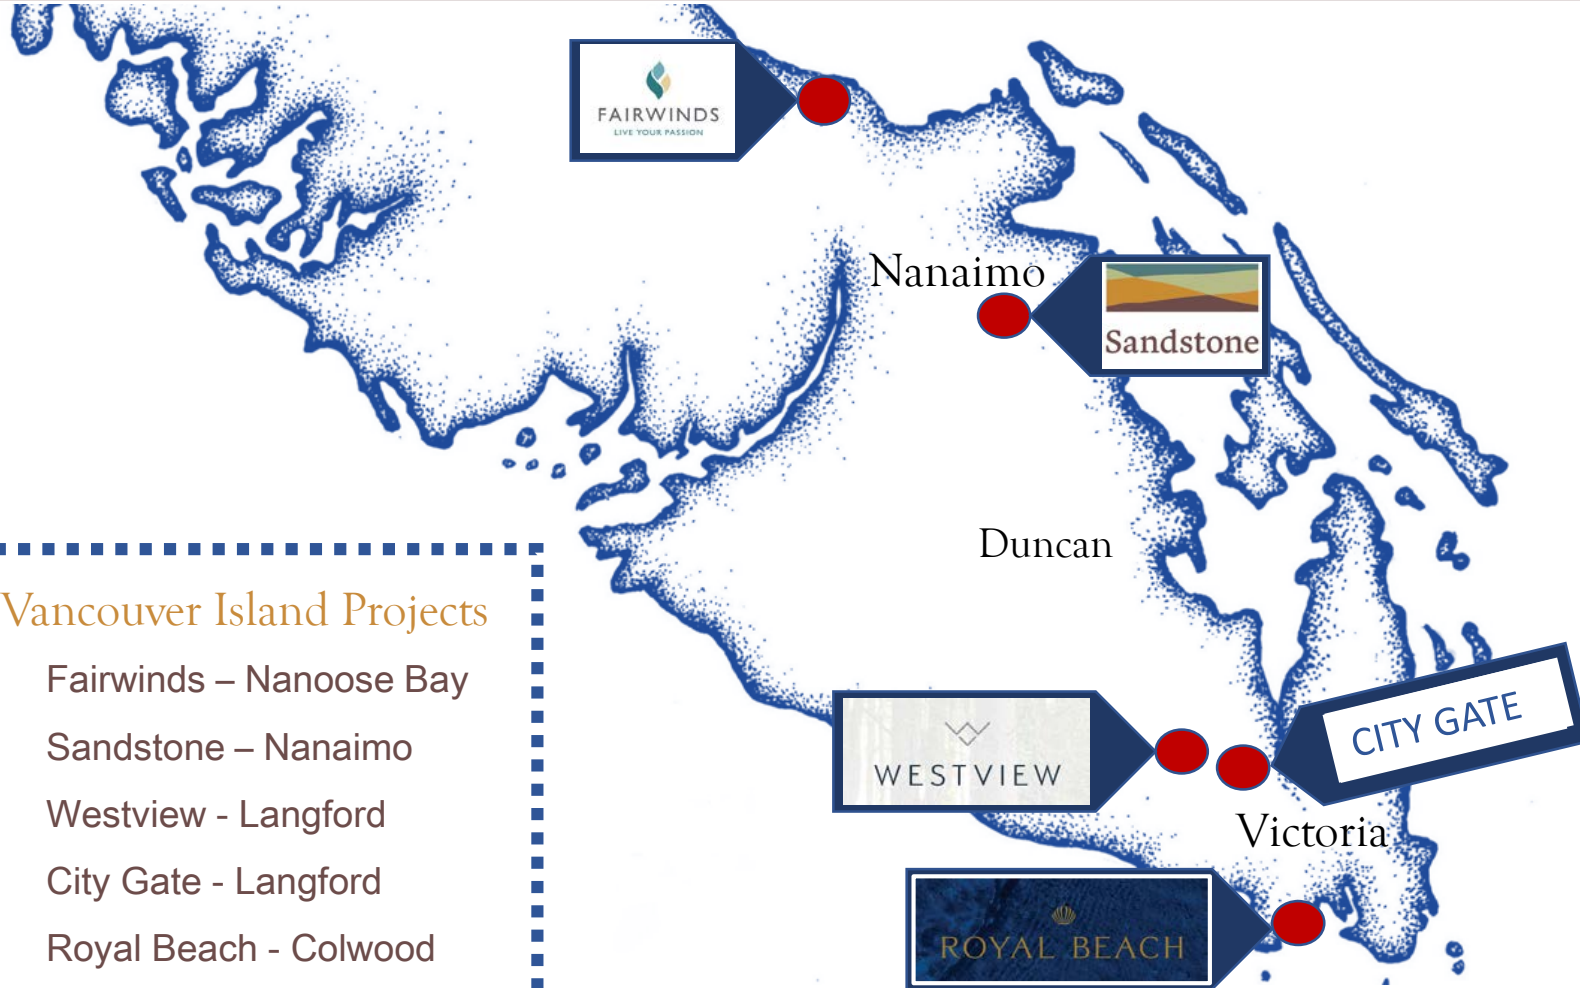 FAIRWINDS
LIVE YOUR PASSION
Nanaimo
Sandstone
Duncan
Vancouver Island Projects
Fairwinds – Nanoose Bay
Sandstone – Nanaimo
Westview - Langford
City Gate - Langford
Royal Beach - Colwood
WESTVIEW
CITY GATE
Victoria
ROYAL BEACH